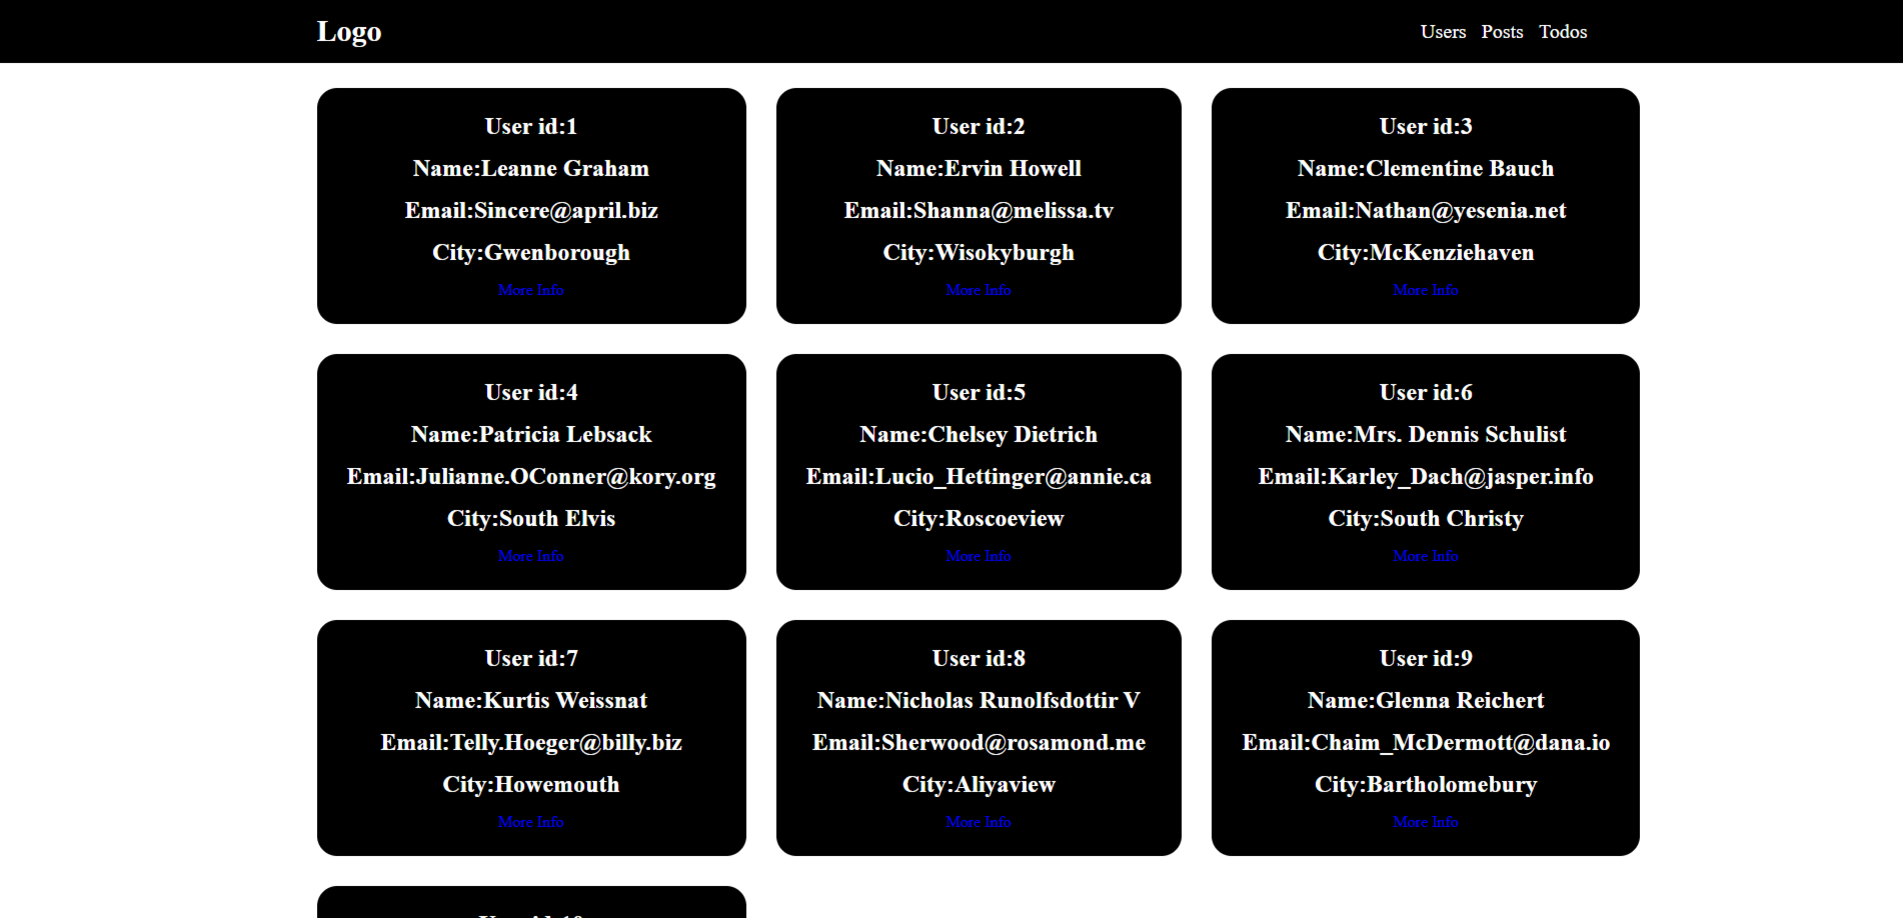 Logo
Users Posts Todos
User id:1
Name:Leanne Graham
Email:Sincere@april.biz
City:Gwenborough
More Info
User id:2
Name:Ervin Howell
Email:Shanna@melissa.tv
City:Wisokyburgh
More Info
User id:3
Name:Clementine Bauch
Email:Nathan@yesenia.net
City:McKenziehaven
More Info
User id:4
Name:Patricia Lebsack
Email:Julianne.OConner@kory.org
City:South Elvis
More Info
User id:5
Name:Chelsey Dietrich
Email:Lucio_Hettinger@annie.ca
City:Roscoeview
More Info
User id:6
Name:Mrs. Dennis Schulist
Email:Karley_Dach@jasper.info
City:South Christy
More Info
User id:7
Name:Kurtis Weissnat
Email:Telly.Hoeger@billy.biz
City:Howemouth
More Info
User id:8
Name:Nicholas Runolfsdottir V
Email:Sherwood@rosamond.me
City:Aliyaview
More Info
User id:9
Name:Glenna Reichert
Email:Chaim_McDermott@dana.io
City:Bartholomebury
More Info
User id:10